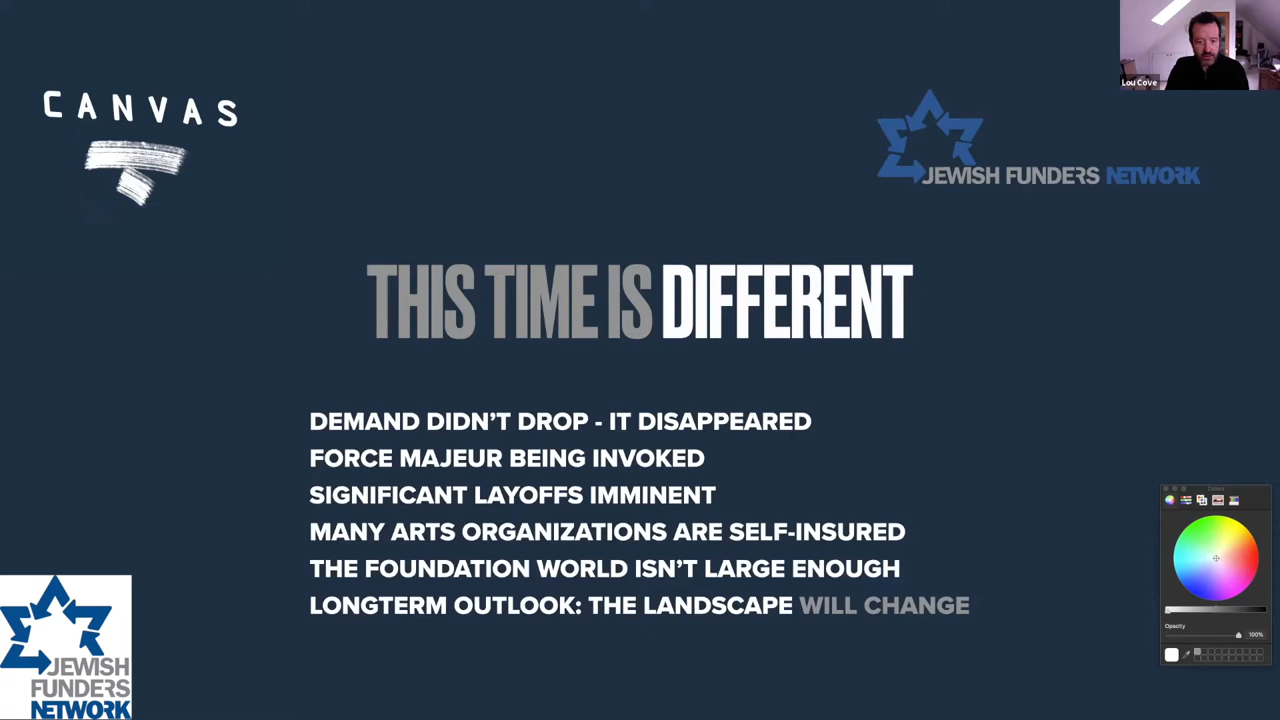 Lou Cove
CANVAS
JEWISH FUNDERS NETWORK
THIS TIME IS DIFFERENT
DEMAND DIDN'T DROP - IT DISAPPEARED
FORCE MAJEUR BEING INVOKED
SIGNIFICANT LAYOFFS IMMINENT
MANY ARTS ORGANIZATIONS ARE SELF-INSURED
THE FOUNDATION WORLD ISN'T LARGE ENOUGH
LONGTERM OUTLOOK: THE LANDSCAPE WILL CHANGE
Colors
Opacity
100%
JEWISH
FUNDERS
NETWORK